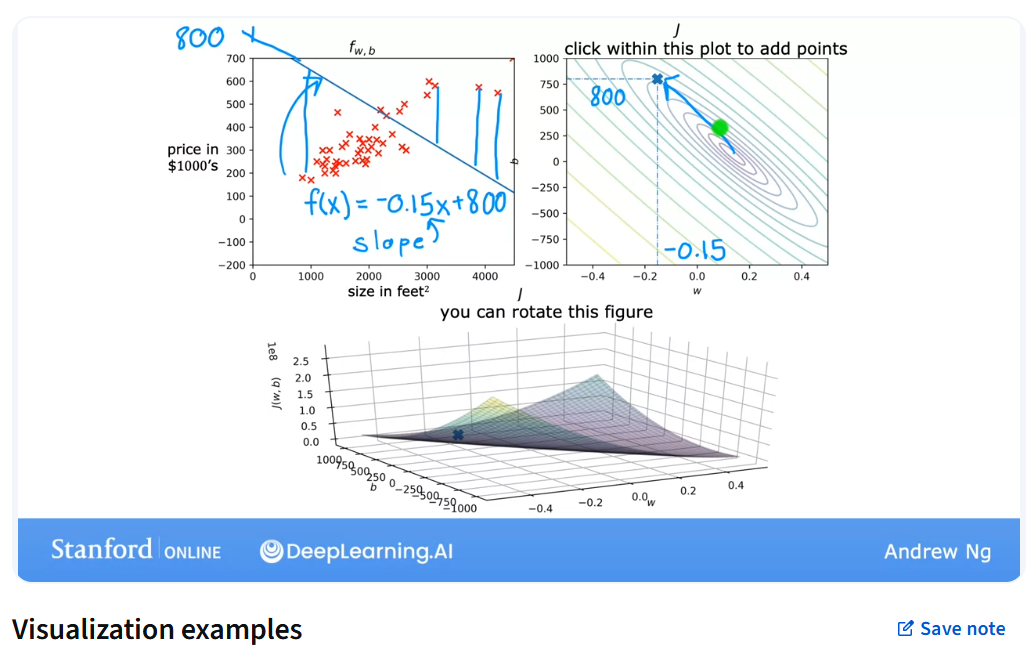 800
f_{w,b}
700
600
500
400
300
200
100
0
−100
−200
price in
$1000's
0
1000
2000
3000
4000
size in feet²
f(x) = -0.15x+800
slope
J
click within this plot to add points
1000
750
500
250
0
−250
−500
−750
−1000
b
800
-0.15
−0.4
−0.2
0.0
0.2
0.4
w
J
you can rotate this figure
1e8
J(w,b)
2.5
2.0
1.5
1.0
0.5
0.0
1000
750
500
250
0
−250
−500
−750
−1000
b
−0.4
−0.2
0.0
0.2
0.4
w
Stanford | ONLINE
DeepLearning.AI
Andrew Ng
Visualization examples
Save note